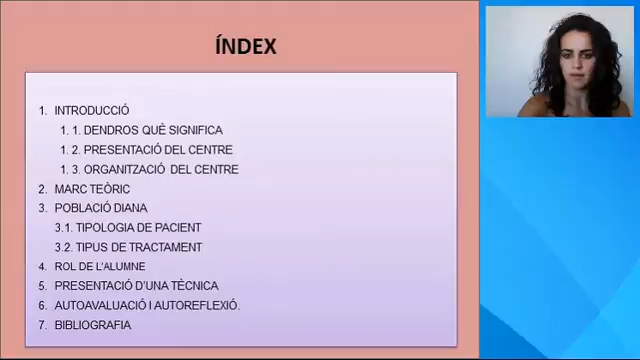 ÍNDEX
1. INTRODUCCIÓ
1. 1. DENDROS QUÈ SIGNIFICA
1. 2. PRESENTACIÓ DEL CENTRE
1. 3. ORGANITZACIÓ DEL CENTRE
2. MARC TEÒRIC
3. POBLACIÓ DIANA
3.1. TIPOLOGIA DE PACIENT
3.2. TIPUS DE TRACTAMENT
4. ROL DE L'ALUMNE
5. PRESENTACIÓ D'UNA TÈCNICA
6. AUTOAVALUACIÓ I AUTOREFLEXIÓ.
7. BIBLIOGRAFIA